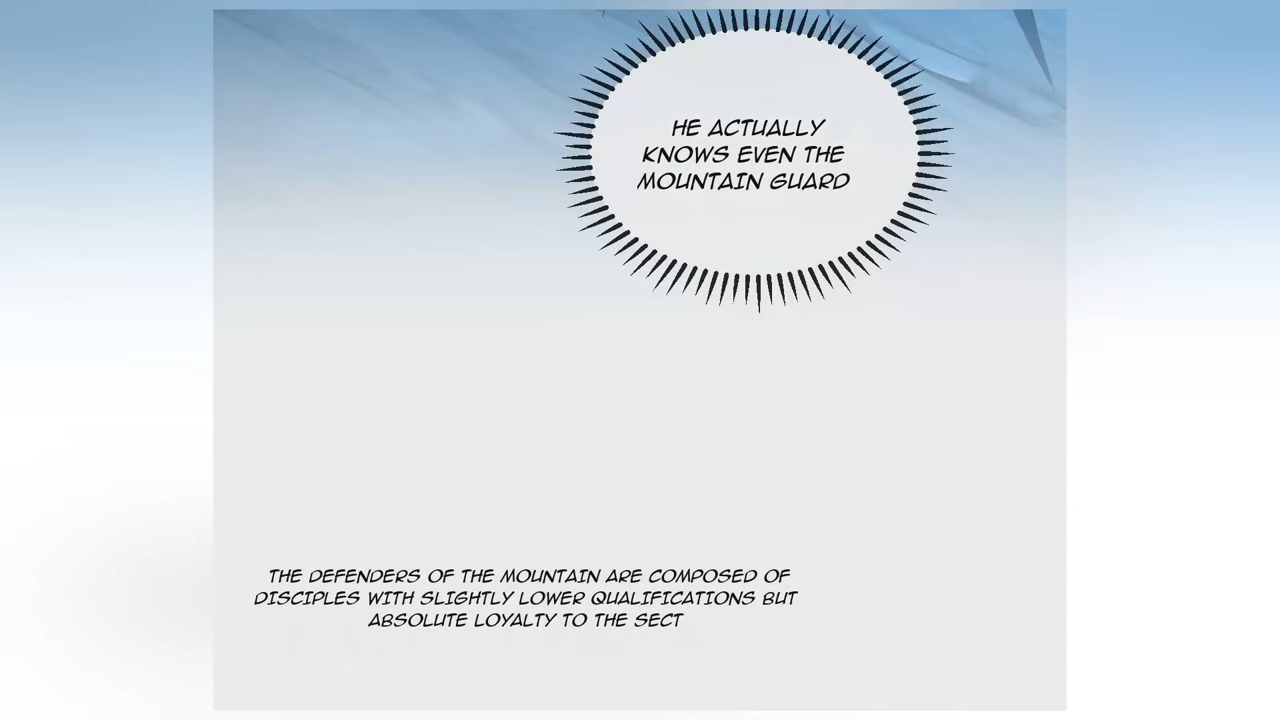 HE ACTUALLY
KNOWS EVEN THE
MOUNTAIN GUARD
THE DEFENDERS OF THE MOUNTAIN ARE COMPOSED OF
DISCIPLES WITH SLIGHTLY LOWER QUALIFICATIONS BUT
ABSOLUTE LOYALTY TO THE SECT